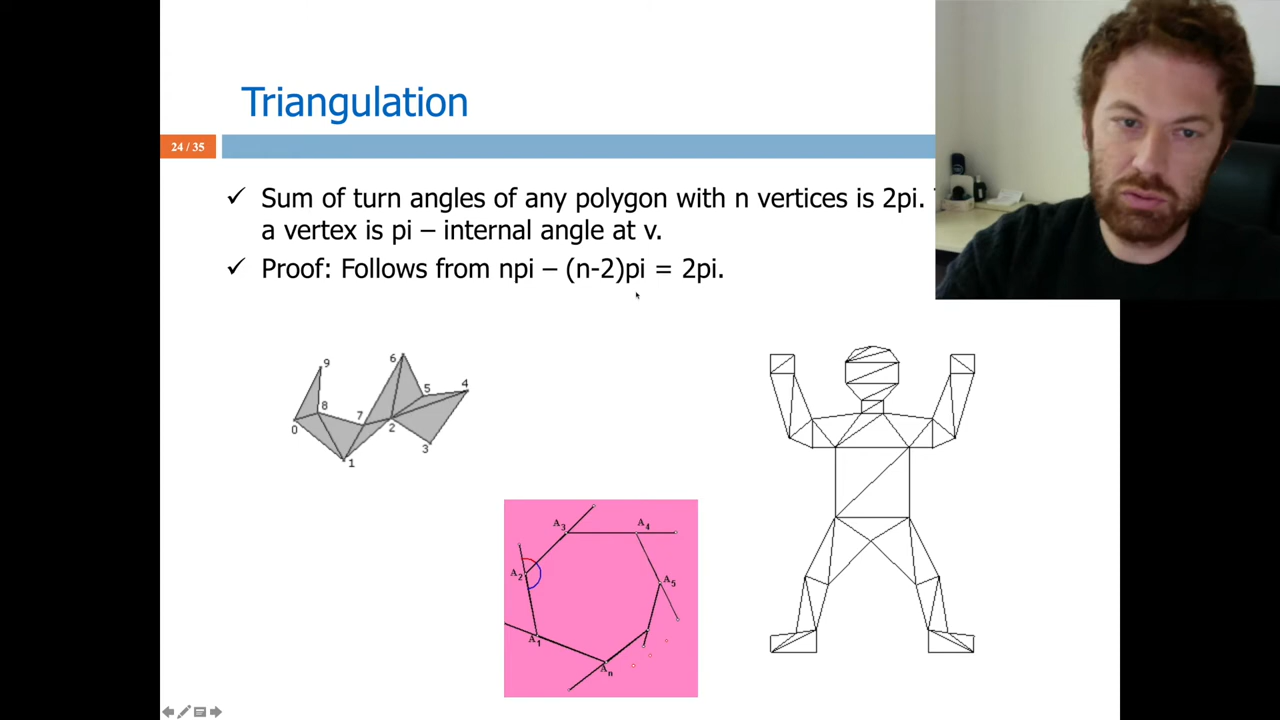 Triangulation
24 / 35
✓ Sum of turn angles of any polygon with n vertices is 2pi.
a vertex is pi – internal angle at v.
✓ Proof: Follows from npi – (n-2)pi = 2pi.
9
8
0
1
7
6
2
5
4
3
A3
A4
A2
A5
A1
An